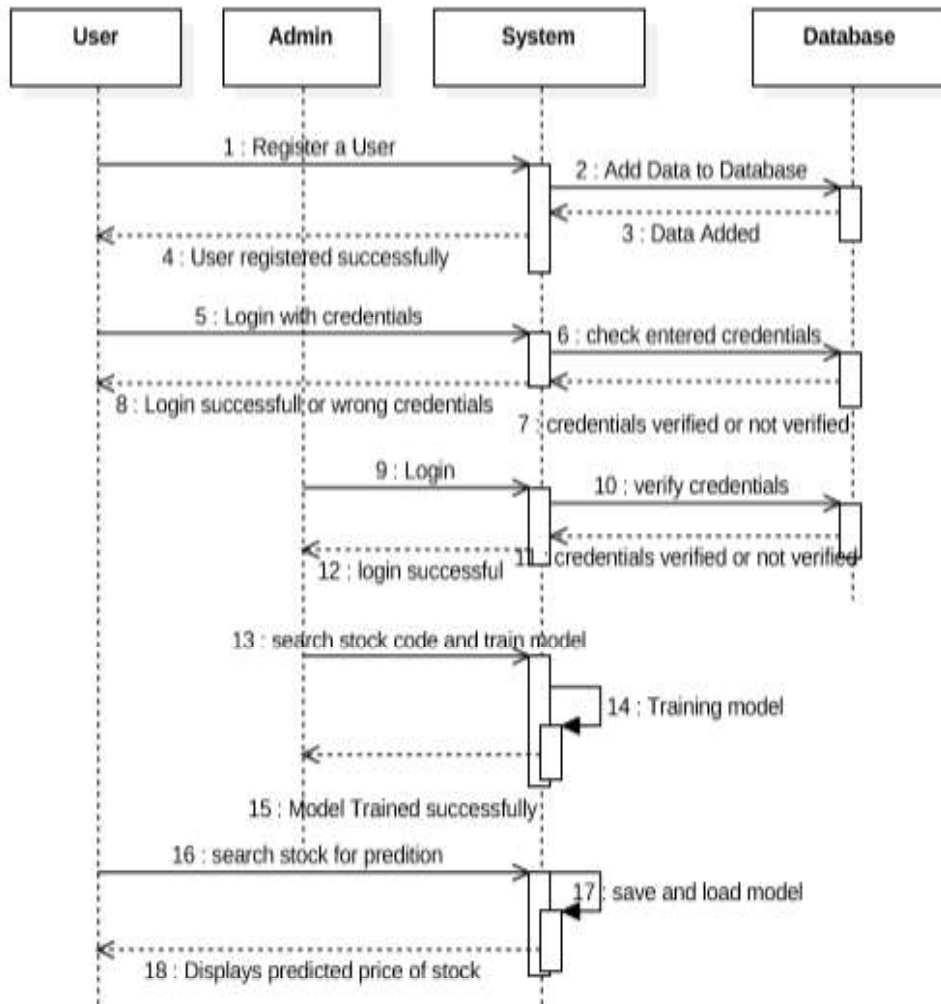 User
Admin
System
Database
1 : Register a User
2 : Add Data to Database
3 : Data Added
4 : User registered successfully
5 : Login with credentials
6 : check entered credentials
7 : credentials verified or not verified
8 : Login successfull or wrong credentials
9 : Login
10 : verify credentials
11 : credentials verified or not verified
12 : login successful
13 : search stock code and train model
14 : Training model
15 : Model Trained successfully
16 : search stock for predition
17 : save and load model
18 : Displays predicted price of stock